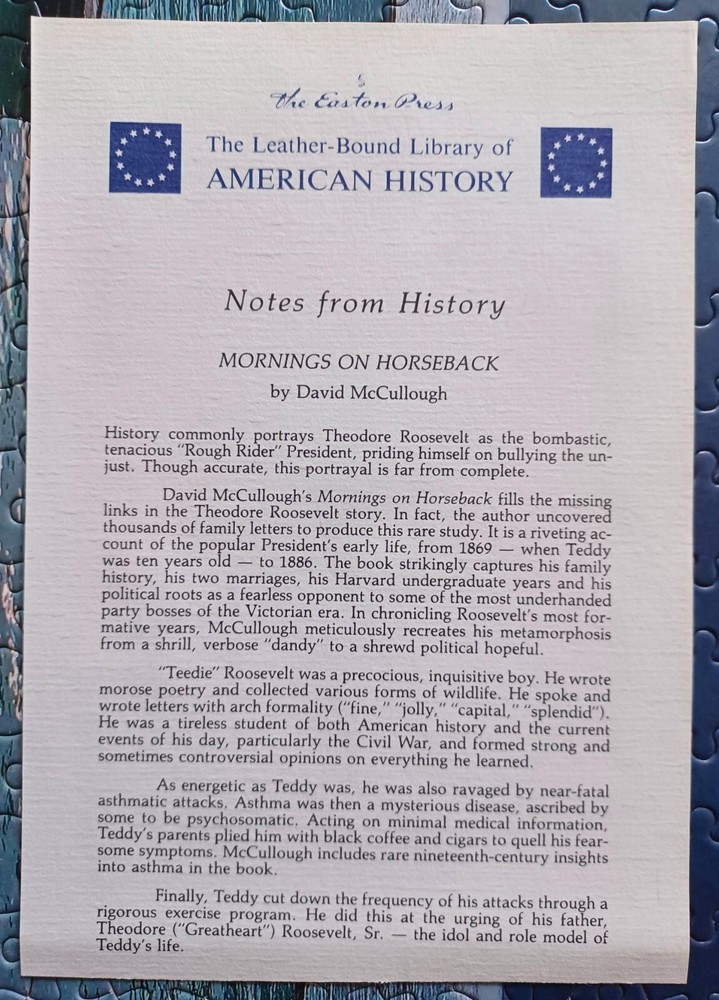 the Easton Press
The Leather-Bound Library of
AMERICAN HISTORY
Notes from History
MORNINGS ON HORSEBACK
by David McCullough
History commonly portrays Theodore Roosevelt as the bombastic,
tenacious “Rough Rider” President, priding himself on bullying the un-
just. Though accurate, this portrayal is far from complete.
David McCullough's Mornings on Horseback fills the missing
links in the Theodore Roosevelt story. In fact, the author uncovered
thousands of family letters to produce this rare study. It is a riveting ac-
count of the popular President's early life, from 1869 — when Teddy
was ten years old — to 1886. The book strikingly captures his family
history, his two marriages, his Harvard undergraduate years and his
political roots as a fearless opponent to some of the most underhanded
party bosses of the Victorian era. In chronicling Roosevelt's most for-
mative years, McCullough meticulously recreates his metamorphosis
from a shrill, verbose “dandy” to a shrewd political hopeful.
“Teedie” Roosevelt was a precocious, inquisitive boy. He wrote
morose poetry and collected various forms of wildlife. He spoke and
wrote letters with arch formality (“fine,” “jolly,” “capital,” “splendid”).
He was a tireless student of both American history and the current
events of his day, particularly the Civil War, and formed strong and
sometimes controversial opinions on everything he learned.
As energetic as Teddy was, he was also ravaged by near-fatal
asthmatic attacks. Asthma was then a mysterious disease, ascribed by
some to be psychosomatic. Acting on minimal medical information,
Teddy's parents plied him with black coffee and cigars to quell his fear-
some symptoms. McCullough includes rare nineteenth-century insights
into asthma in the book.
Finally, Teddy cut down the frequency of his attacks through a
rigorous exercise program. He did this at the urging of his father,
Theodore (“Greatheart”) Roosevelt, Sr. — the idol and role model of
Teddy's life.